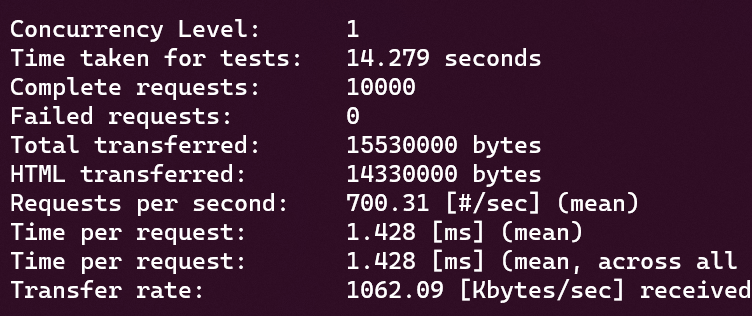 Concurrency Level: 1
Time taken for tests: 14.279 seconds
Complete requests: 10000
Failed requests: 0
Total transferred: 15530000 bytes
HTML transferred: 14330000 bytes
Requests per second: 700.31 [#/sec] (mean)
Time per request: 1.428 [ms] (mean)
Time per request: 1.428 [ms] (mean, across all
Transfer rate: 1062.09 [Kbytes/sec] received